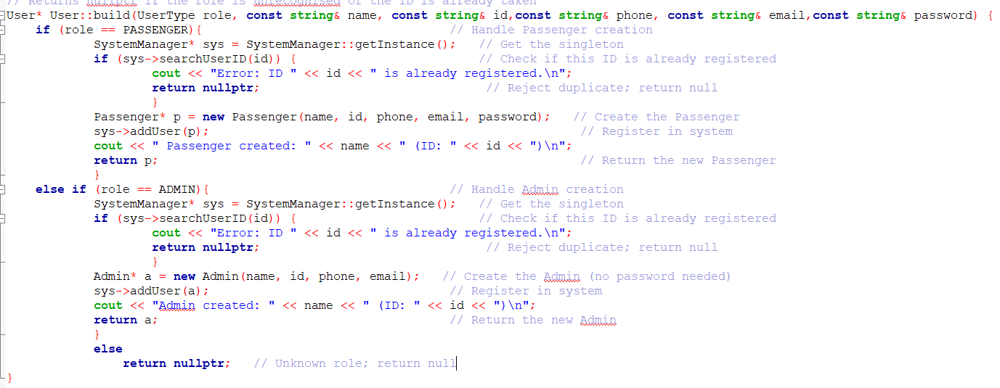 // Returns nullptr if the role is unrecognised or the ID is already taken
User* User::build(UserType role, const string& name, const string& id,const string& phone, const string& email,const string& password) {
if (role == PASSENGER){ // Handle Passenger creation
SystemManager* sys = SystemManager::getInstance(); // Get the singleton
if (sys->searchUserID(id)) { // Check if this ID is already registered
cout << "Error: ID " << id << " is already registered.\n";
return nullptr; // Reject duplicate; return null
}
Passenger* p = new Passenger(name, id, phone, email, password); // Create the Passenger
sys->addUser(p); // Register in system
cout << " Passenger created: " << name << " (ID: " << id << ")\n";
return p; // Return the new Passenger
}
else if (role == ADMIN){ // Handle Admin creation
SystemManager* sys = SystemManager::getInstance(); // Get the singleton
if (sys->searchUserID(id)) { // Check if this ID is already registered
cout << "Error: ID " << id << " is already registered.\n";
return nullptr; // Reject duplicate; return null
}
Admin* a = new Admin(name, id, phone, email); // Create the Admin (no password needed)
sys->addUser(a); // Register in system
cout << "Admin created: " << name << " (ID: " << id << ")\n";
return a; // Return the new Admin
}
else
return nullptr; // Unknown role; return null
}